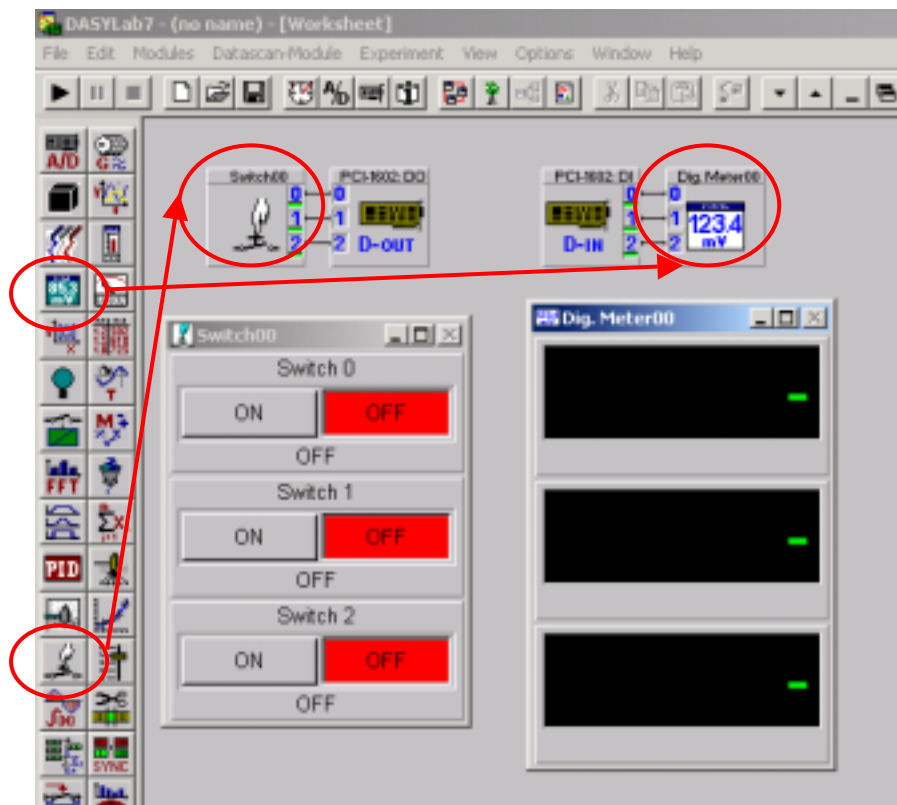 DASYLab7 - (no name) - [Worksheet]
File Edit Modules Datascan-Module Experiment View Options Window Help
A/D
A/D G
Switch00 PCI-1602: DO PCI-1602: DI Dig. Meter00
0 0 0 0
1 1 1 1 123.4
2 2 D-OUT D-IN 2 2 mV
85.3
mV
Switch00
Dig. Meter00
Switch 0
ON OFF
OFF
Switch 1
ON OFF
OFF
Switch 2
ON OFF
OFF
T
M
FFT
PID
SYNC